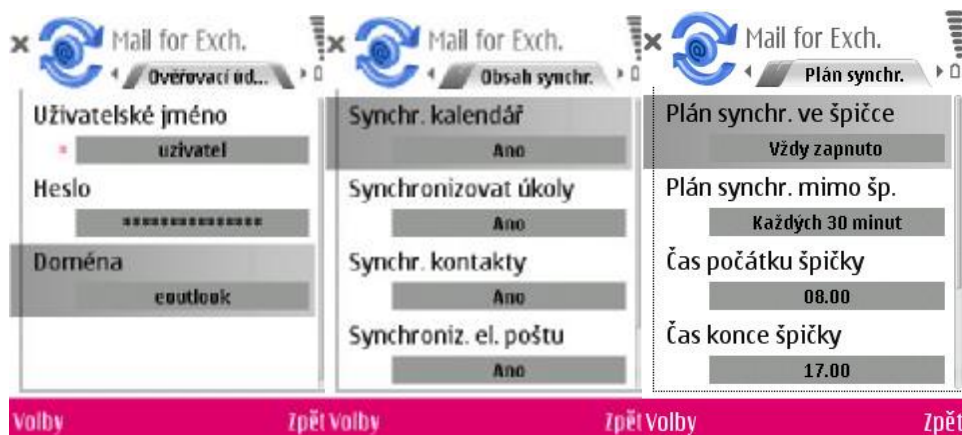 Mail for Exch.
Ověřovací úd...
Uživatelské jméno
*
uzivatel
Heslo
***************
Doména
eoutlook
Volby
Zpět
Mail for Exch.
Obsah synchr.
Synchr. kalendář
Ano
Synchronizovat úkoly
Ano
Synchr. kontakty
Ano
Synchroniz. el. poštu
Ano
Volby
Zpět
Mail for Exch.
Plán synchr.
Plán synchr. ve špičce
Vždy zapnuto
Plán synchr. mimo šp.
Každých 30 minut
Čas počátku špičky
08.00
Čas konce špičky
17.00
Volby
Zpět